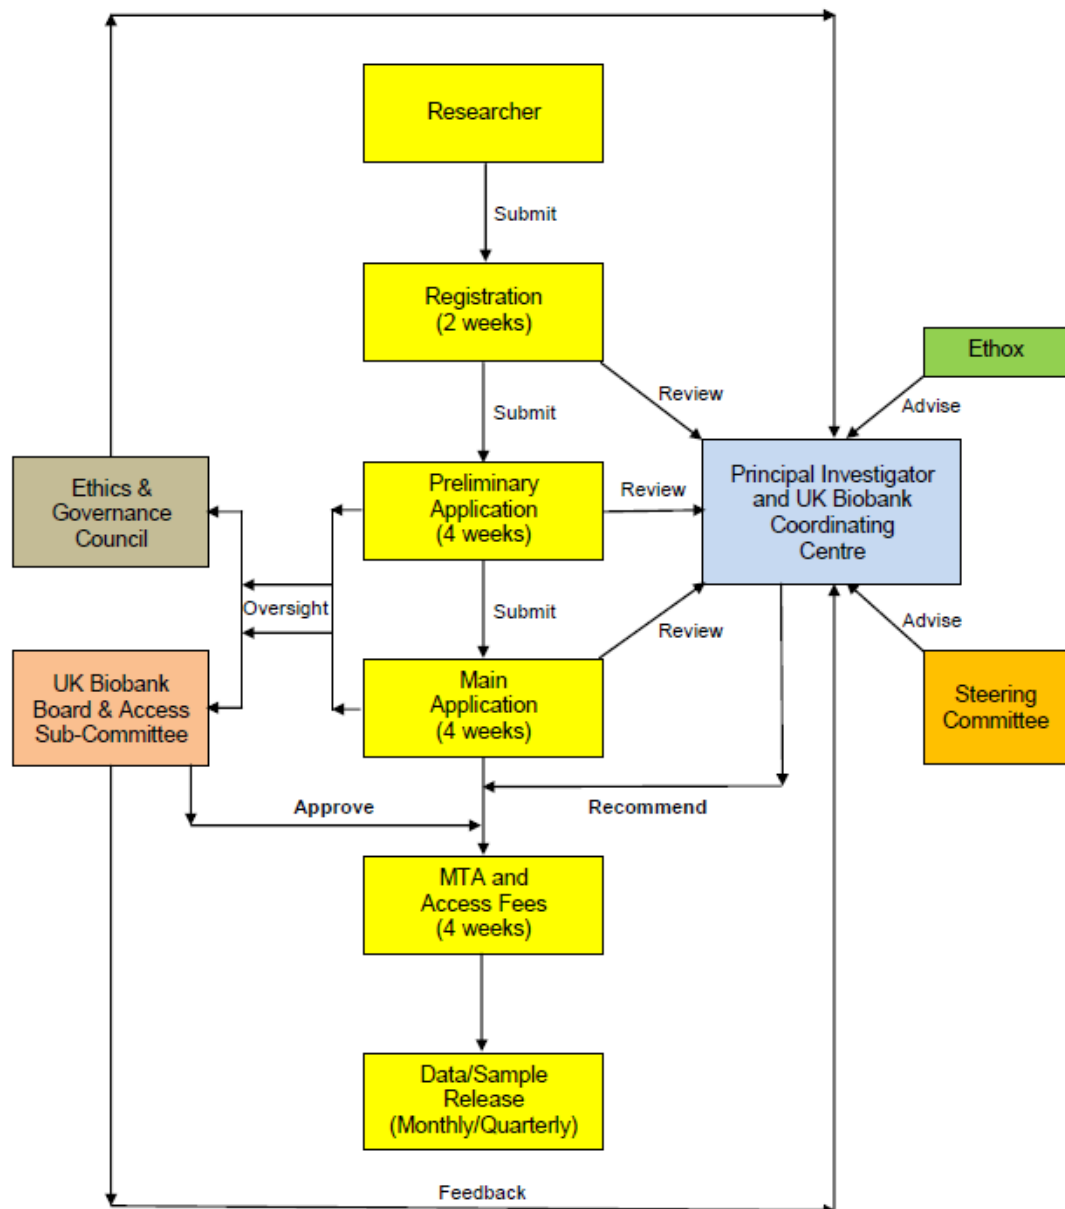 Researcher
Submit
Registration
(2 weeks)
Ethox
Review
Submit
Advise
Ethics &
Governance
Council
Preliminary
Application
(4 weeks)
Review
Principal Investigator
and UK Biobank
Coordinating
Centre
Oversight
Submit
Review
Advise
UK Biobank
Board & Access
Sub-Committee
Main
Application
(4 weeks)
Steering
Committee
Approve
Recommend
MTA and
Access Fees
(4 weeks)
Data/Sample
Release
(Monthly/Quarterly)
Feedback